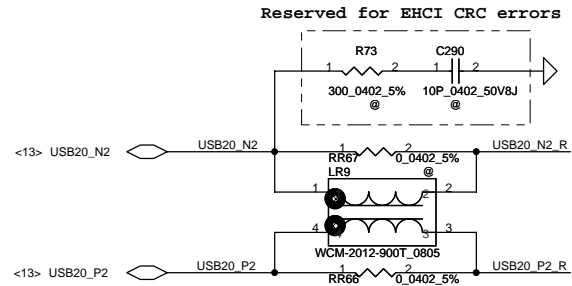 Reserved for EHCI CRC errors
R73 C290
1 2 1 2
300_0402_5% 10P_0402_50V8J
@ @
<13> USB20_N2 USB20_N2 1 2 USB20_N2_R
RR67 0_0402_5%
LR9 @
1 2 2
4 3 3
WCM-2012-900T_0805
<13> USB20_P2 USB20_P2 1 2 USB20_P2_R
RR66 0_0402_5%